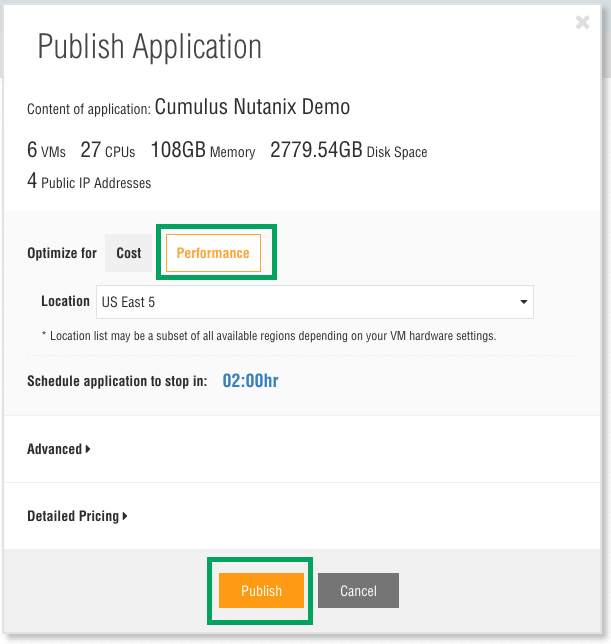 Publish Application
Content of application: Cumulus Nutanix Demo
6 VMs 27 CPUs 108GB Memory 2779.54GB Disk Space
4 Public IP Addresses
Optimize for Cost Performance
Location US East 5
* Location list may be a subset of all available regions depending on your VM hardware settings.
Schedule application to stop in: 02:00hr
Advanced
Detailed Pricing
Publish Cancel